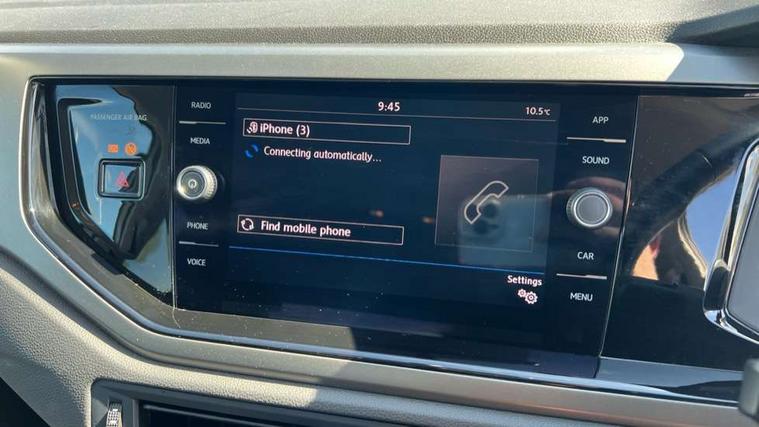 PASSENGER AIR BAG
RADIO
MEDIA
PHONE
VOICE
9:45
10.5°C
iPhone (3)
Connecting automatically...
Find mobile phone
Settings
APP
SOUND
CAR
MENU